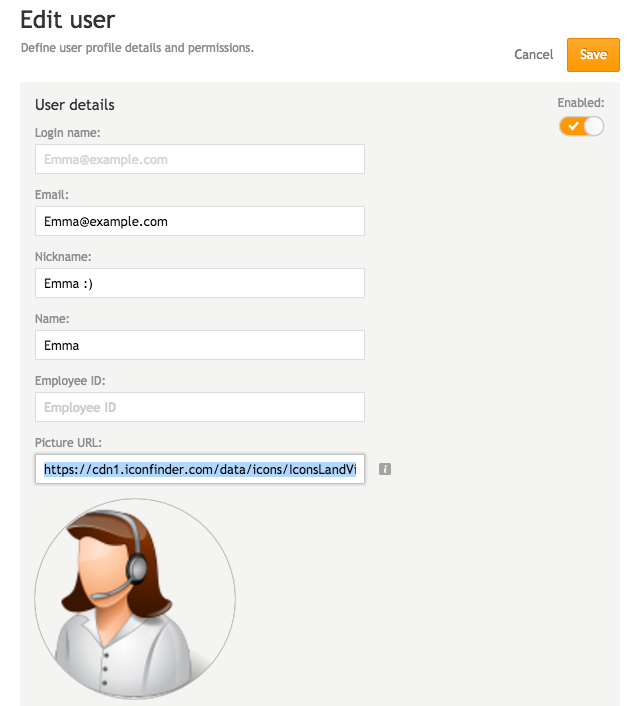 Edit user
Define user profile details and permissions.
Cancel
Save
User details
Enabled:
Login name:
Emma@example.com
Email:
Emma@example.com
Nickname:
Emma :)
Name:
Emma
Employee ID:
Employee ID
Picture URL:
https://cdn1.iconfinder.com/data/icons/IconsLandVi
i